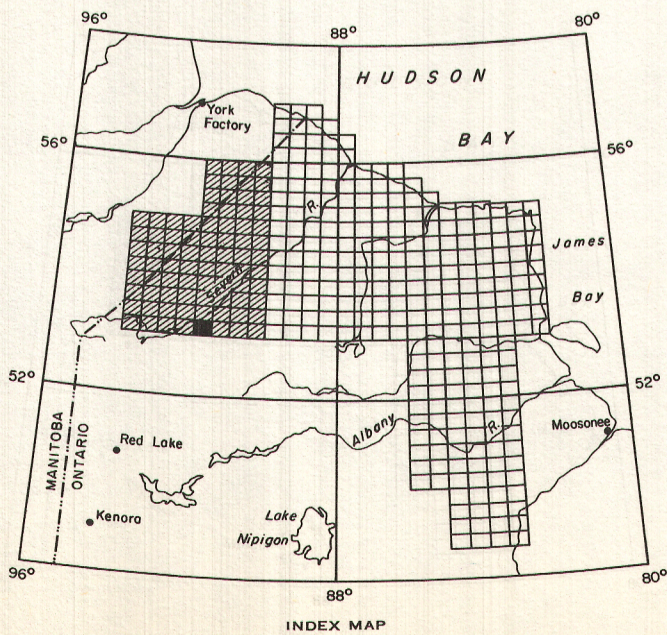 96°
88°
80°
HUDSON
BAY
York
Factory
56°
56°
R.
Severn
James
Bay
52°
52°
MANITOBA
ONTARIO
Red Lake
Albany
R.
Moosonee
Kenora
Lake
Nipigon
96°
88°
80°
INDEX MAP